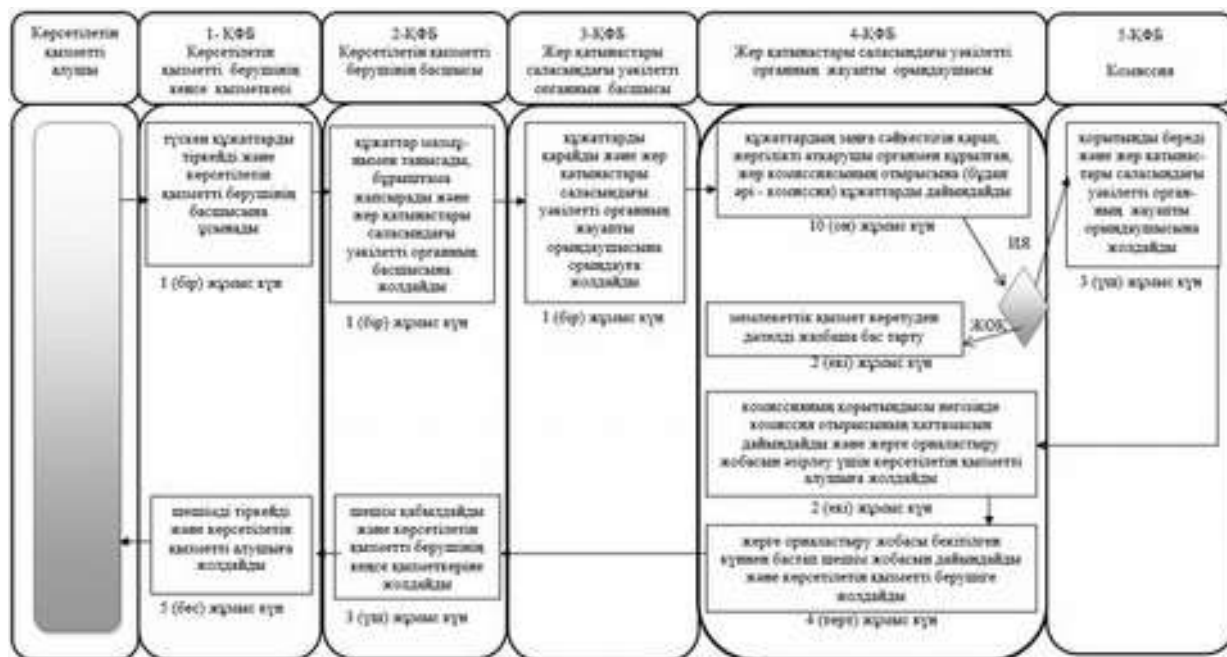 Көрсетілетін
қызметті
алушы
1- ҚФБ
Көрсетілетін
қызметті берушінің
кеңсе қызметкері
2-ҚФБ
Көрсетілетін қызметті
берушінің басшысы
3-ҚФБ
Жер қатынастары
саласындағы уәкілетті
органның басшысы
4-ҚФБ
Жер қатынастары саласындағы уәкілетті
органның жауапты орындаушысы
5-ҚФБ
Комиссия
түскен құжаттарды
тіркейді және
көрсетілетін
қызметті берушінің
басшысына
ұсынады
1 (бір) жұмыс күн
құжаттар мазмұ-
нымен танысады,
бұрыштама
жапсырады және
жер қатынастары
саласындағы
уәкілетті органның
басшысына
жолдайды
1 (бір) жұмыс күн
құжаттарды
қарайды және жер
қатынастары
саласындағы
уәкілетті органның
жауапты
орындаушысына
орындауға
жолдайды
1 (бір) жұмыс күн
құжаттардың заңға сәйкестігін қарап,
жергілікті атқарушы органмен құрылған,
жер комиссиясының отырысына (бұдан
әрі - комиссия) құжаттарды дайындайды
10 (он) жұмыс күн
ИЯ
ЖОҚ
мемлекеттік қызмет көрсетуден
дәлелді жазбаша бас тарту
2 (екі) жұмыс күн
қорытынды береді
және жер қатынас-
тары саласындағы
уәкілетті орган-
ның жауапты
орындаушысына
жолдайды
3 (үш) жұмыс күн
комиссияның қорытындысы негізінде
комиссия отырысының хаттамасын
дайындайды және жерге орналастыру
жобасын әзірлеу үшін көрсетілетін қызметті
алушыға жолдайды
2 (екі) жұмыс күн
жерге орналастыру жобасы бекітілген
күннен бастап шешім жобасын дайындайды
және көрсетілетін қызметті берушіге
жолдайды
4 (төрт) жұмыс күн
шешім қабылдайды
және көрсетілетін
қызметті берушінің
кеңсе қызметкеріне
жолдайды
3 (үш) жұмыс күн
шешімді тіркейді
және көрсетілетін
қызметті алушыға
жолдайды
5 (бес) жұмыс күн